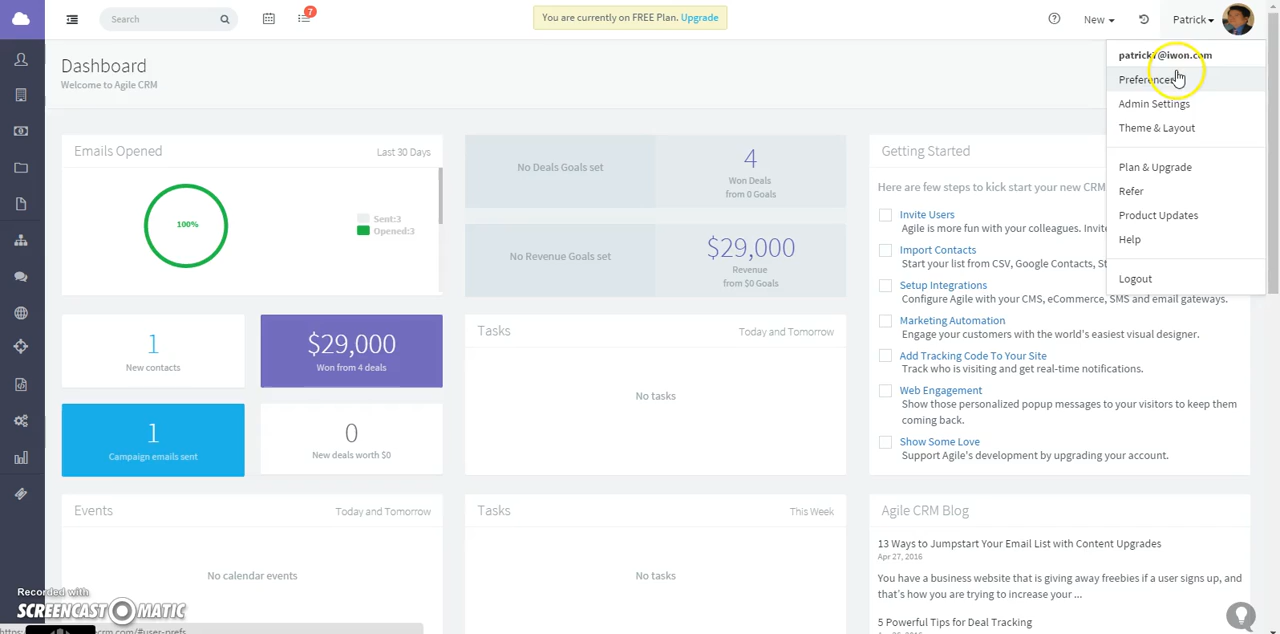 Search
7
You are currently on FREE Plan. Upgrade
New
Patrick
Dashboard
Welcome to Agile CRM
patrick7@iwon.com
Preferences
Admin Settings
Theme & Layout
Plan & Upgrade
Refer
Product Updates
Help
Logout
Emails Opened
Last 30 Days
100%
Sent:3
Opened:3
No Deals Goals set
4
Won Deals
from 0 Goals
No Revenue Goals set
$29,000
Revenue
from $0 Goals
Getting Started
Here are few steps to kick start your new CRM
Invite Users
Agile is more fun with your colleagues. Invite
Import Contacts
Start your list from CSV, Google Contacts, St
Setup Integrations
Configure Agile with your CMS, eCommerce, SMS and email gateways.
Marketing Automation
Engage your customers with the world's easiest visual designer.
Add Tracking Code To Your Site
Track who is visiting and get real-time notifications.
Web Engagement
Show those personalized popup messages to your visitors to keep them
coming back.
Show Some Love
Support Agile's development by upgrading your account.
1
New contacts
$29,000
Won from 4 deals
Tasks
Today and Tomorrow
No tasks
1
Campaign emails sent
0
New deals worth $0
Events
Today and Tomorrow
No calendar events
Tasks
This Week
No tasks
Agile CRM Blog
13 Ways to Jumpstart Your Email List with Content Upgrades
Apr 27, 2016
You have a business website that is giving away freebies if a user signs up, and
that's how you are trying to increase your ...
5 Powerful Tips for Deal Tracking
Recorded with
SCREENCAST MATIC
crm.com/#user-prefs